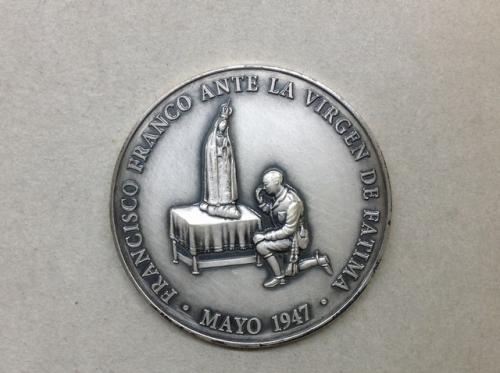 FRANCISCO FRANCO ANTE LA VIRGEN DE FATIMA
· MAYO 1947 ·